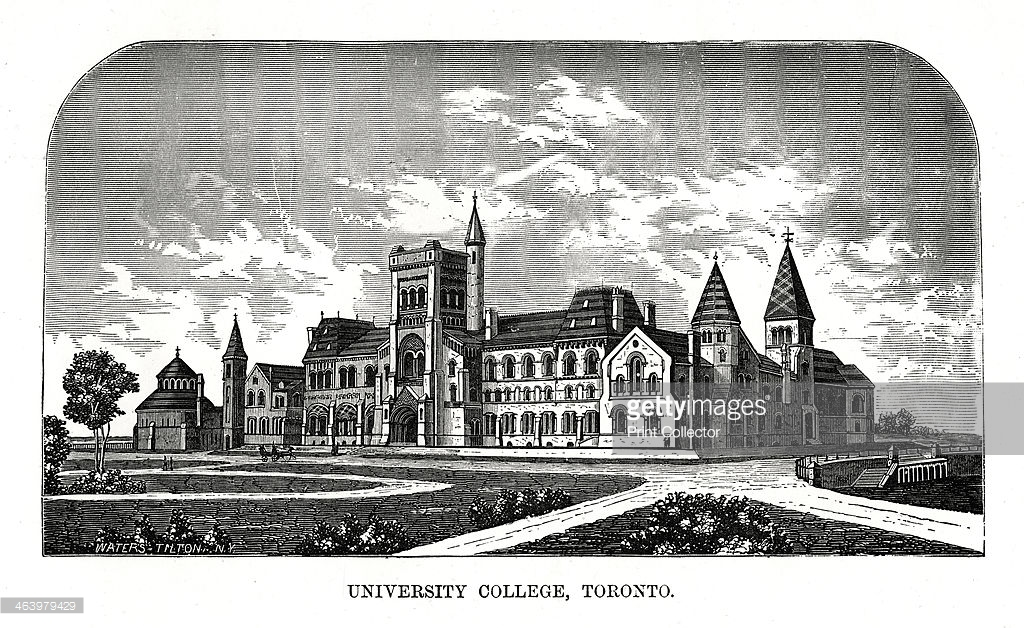 gettyimages®
Print Collector
WATERS-TILTON. N.Y.
UNIVERSITY COLLEGE, TORONTO.
463979429